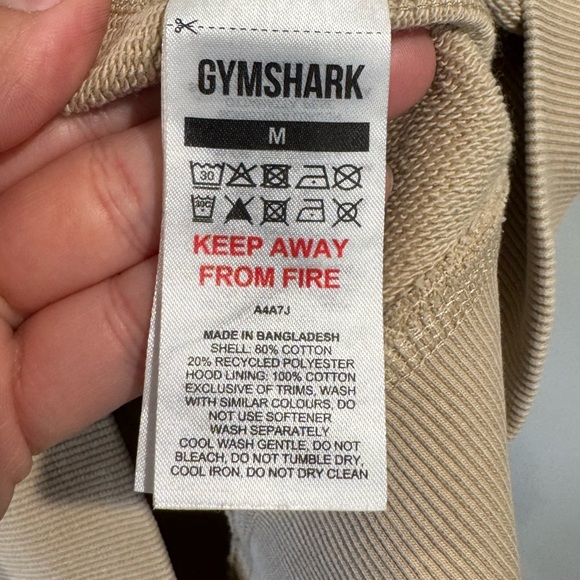 GYMSHARK
M
30
30C
KEEP AWAY
FROM FIRE
A4A7J
MADE IN BANGLADESH
SHELL: 80% COTTON
20% RECYCLED POLYESTER
HOOD LINING: 100% COTTON
EXCLUSIVE OF TRIMS, WASH
WITH SIMILAR COLOURS, DO
NOT USE SOFTENER
WASH SEPARATELY
COOL WASH GENTLE, DO NOT
BLEACH, DO NOT TUMBLE DRY,
COOL IRON, DO NOT DRY CLEAN